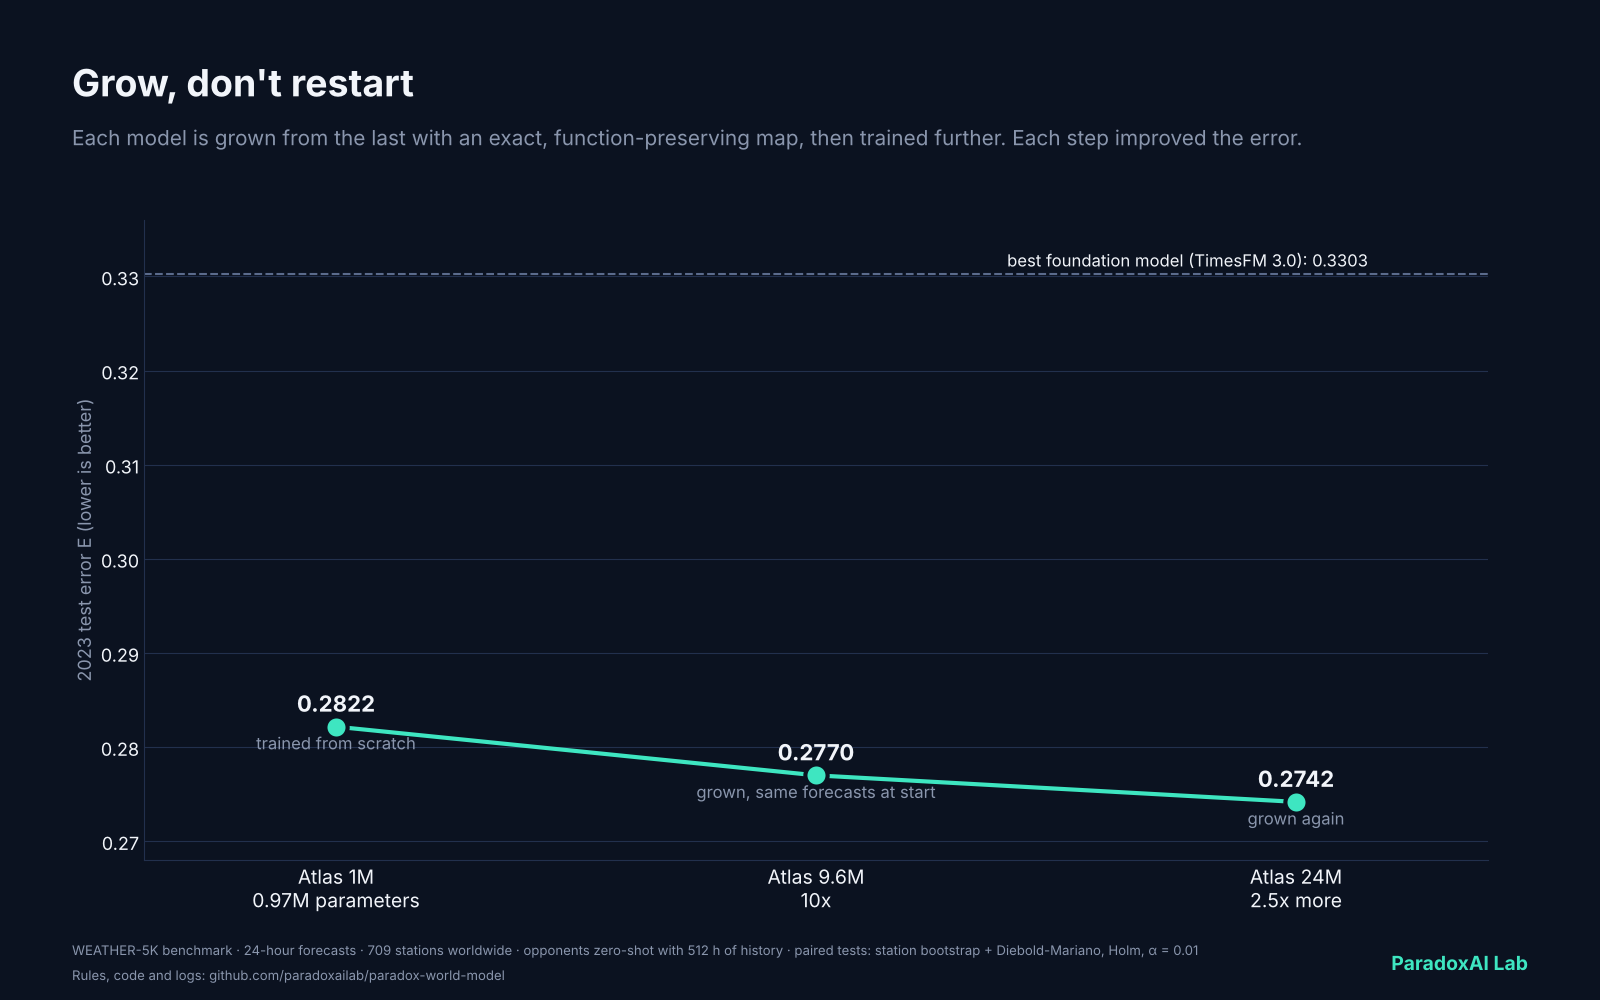 Grow, don't restart
Each model is grown from the last with an exact, function-preserving map, then trained further. Each step improved the error.
best foundation model (TimesFM 3.0): 0.3303
0.33
0.32
0.31
0.30
0.29
0.28
0.27
2023 test error E (lower is better)
0.2822
trained from scratch
0.2770
grown, same forecasts at start
0.2742
grown again
Atlas 1M
0.97M parameters
Atlas 9.6M
10x
Atlas 24M
2.5x more
WEATHER-5K benchmark · 24-hour forecasts · 709 stations worldwide · opponents zero-shot with 512 h of history · paired tests: station bootstrap + Diebold-Mariano, Holm, α = 0.01
Rules, code and logs: github.com/paradoxailab/paradox-world-model
ParadoxAI Lab